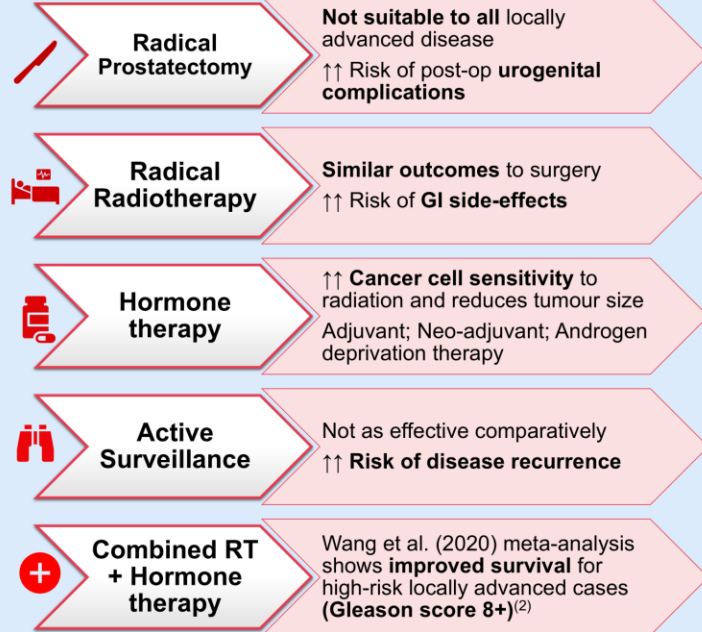 Radical
Prostatectomy
Not suitable to all locally
advanced disease
↑↑ Risk of post-op urogenital
complications
Radical
Radiotherapy
Similar outcomes to surgery
↑↑ Risk of GI side-effects
Hormone
therapy
↑↑ Cancer cell sensitivity to
radiation and reduces tumour size
Adjuvant; Neo-adjuvant; Androgen
deprivation therapy
Active
Surveillance
Not as effective comparatively
↑↑ Risk of disease recurrence
Combined RT
+ Hormone
therapy
Wang et al. (2020) meta-analysis
shows improved survival for
high-risk locally advanced cases
(Gleason score 8+)(2)